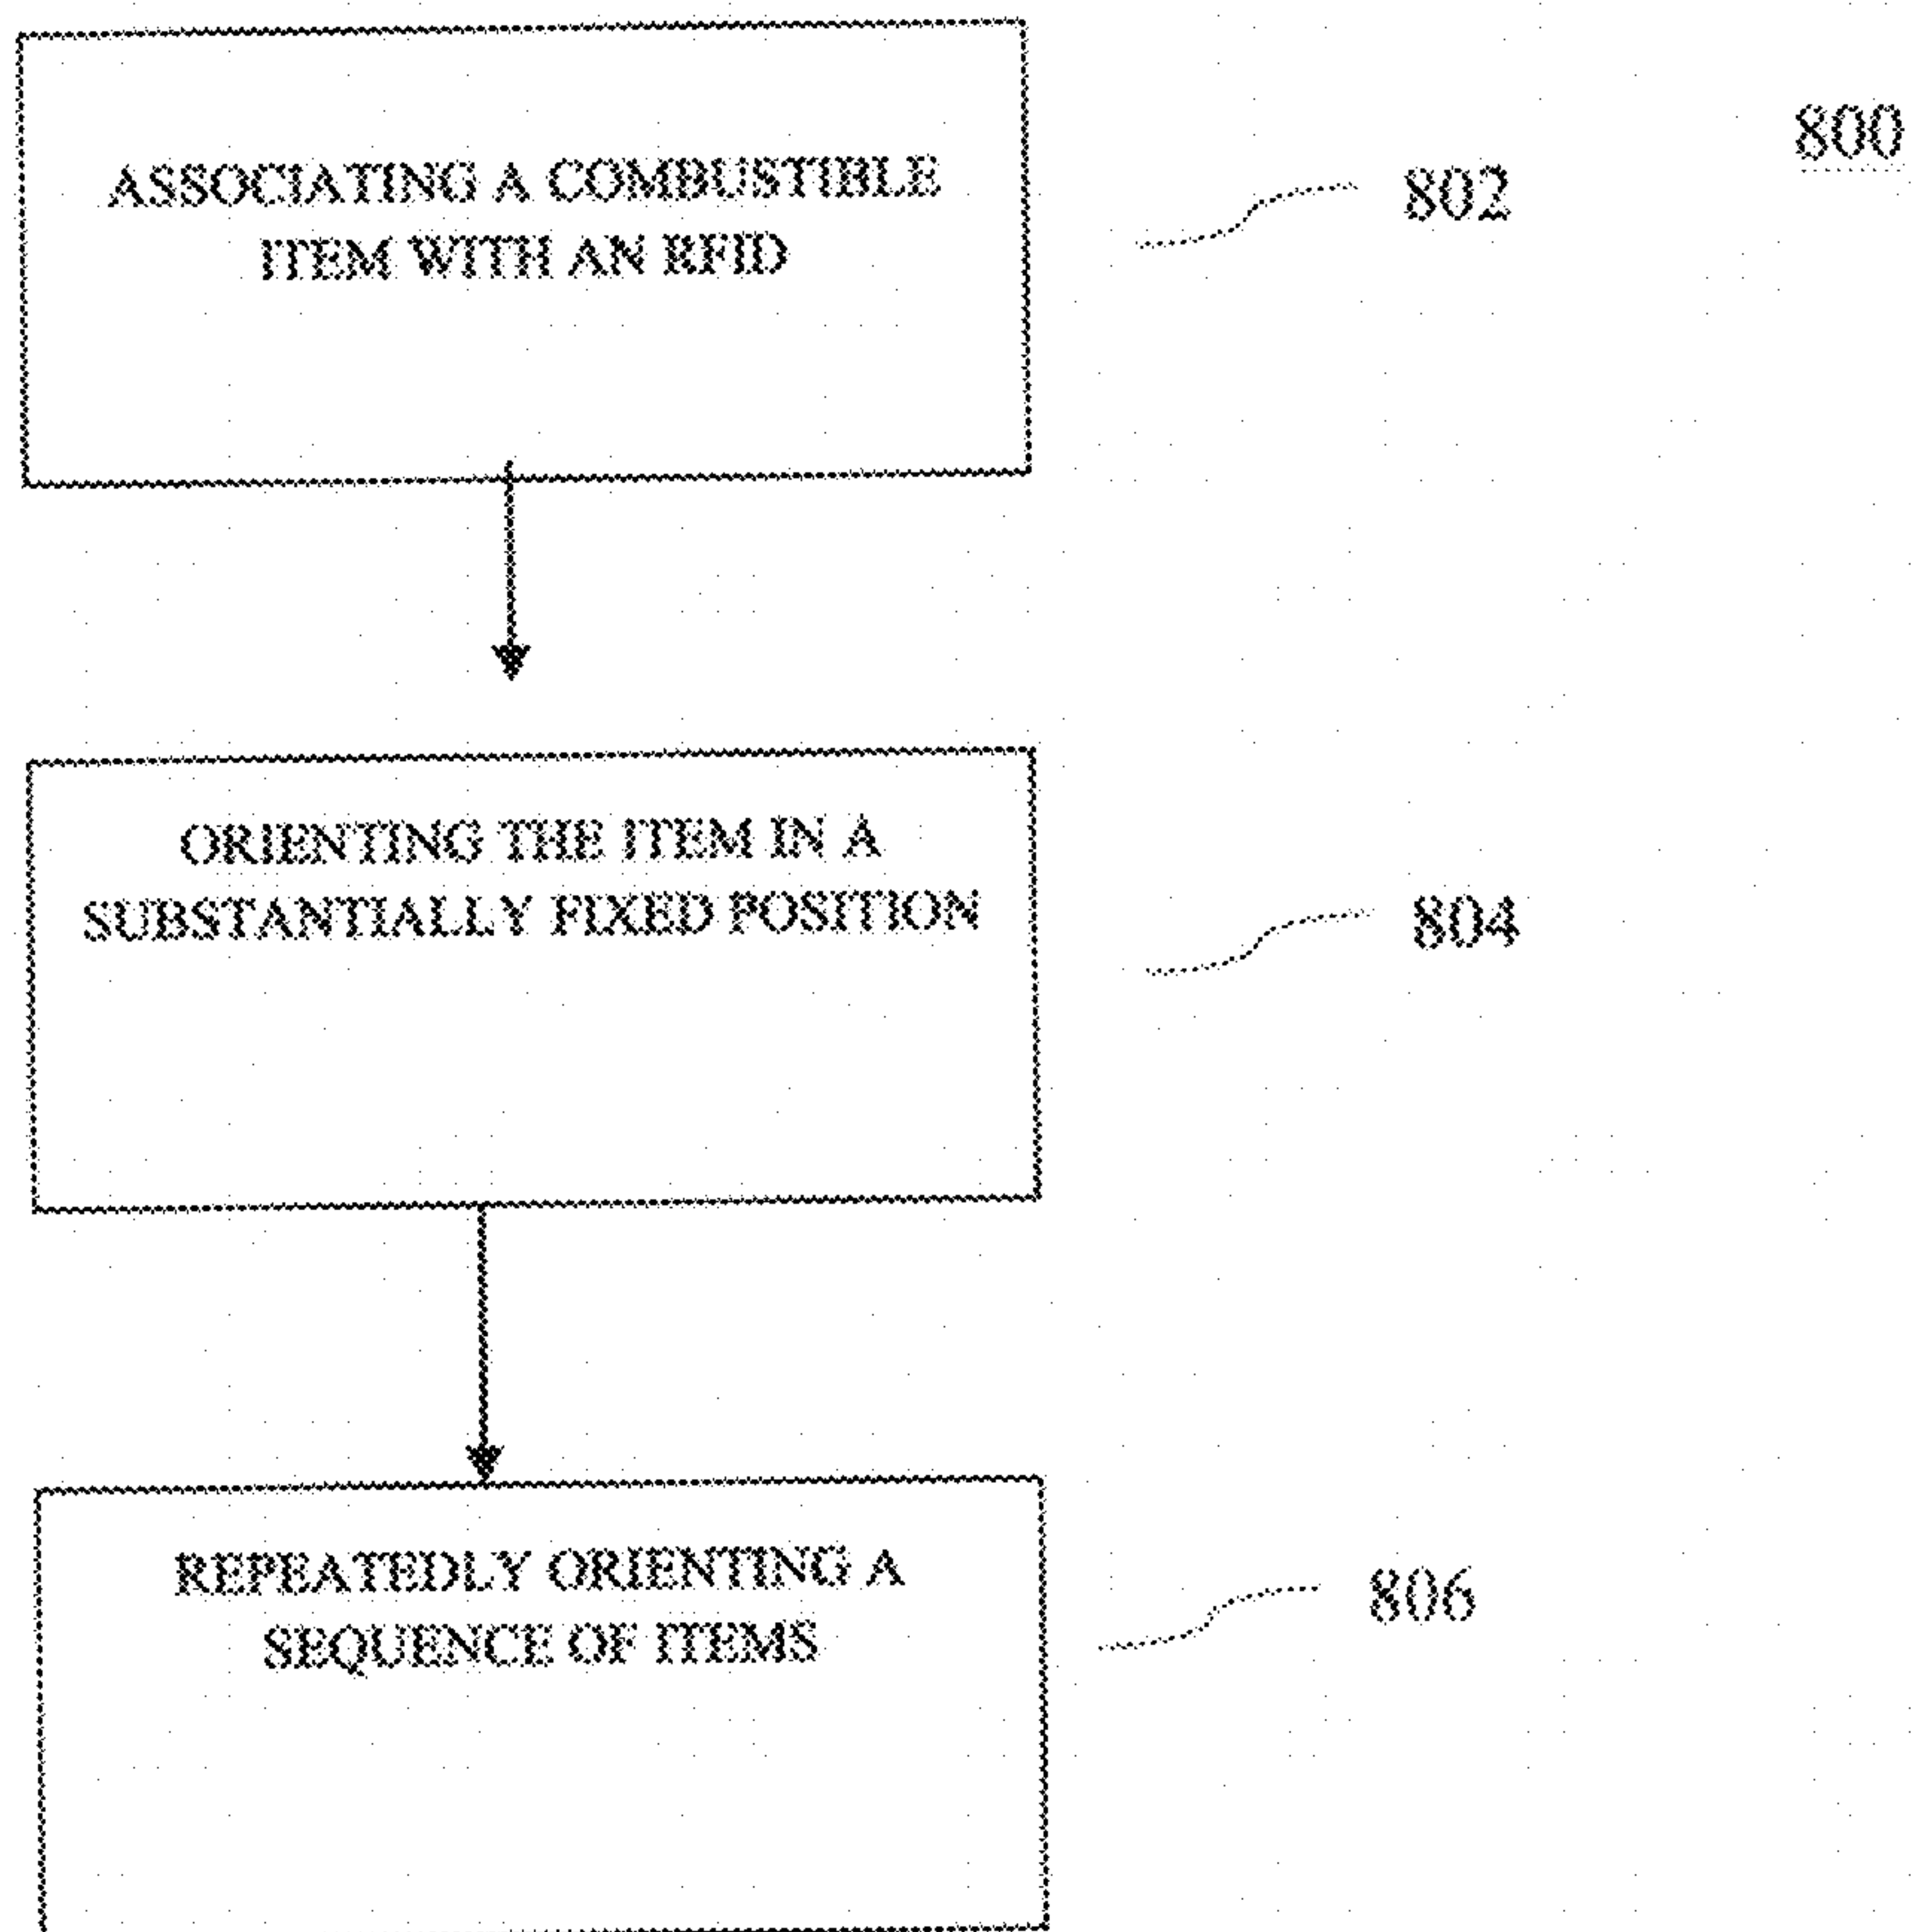 800
ASSOCIATING A COMBUSTIBLE
ITEM WITH AN RFID
802
ORIENTING THE ITEM IN A
SUBSTANTIALLY FIXED POSITION
804
REPEATEDLY ORIENTING A
SEQUENCE OF ITEMS
806